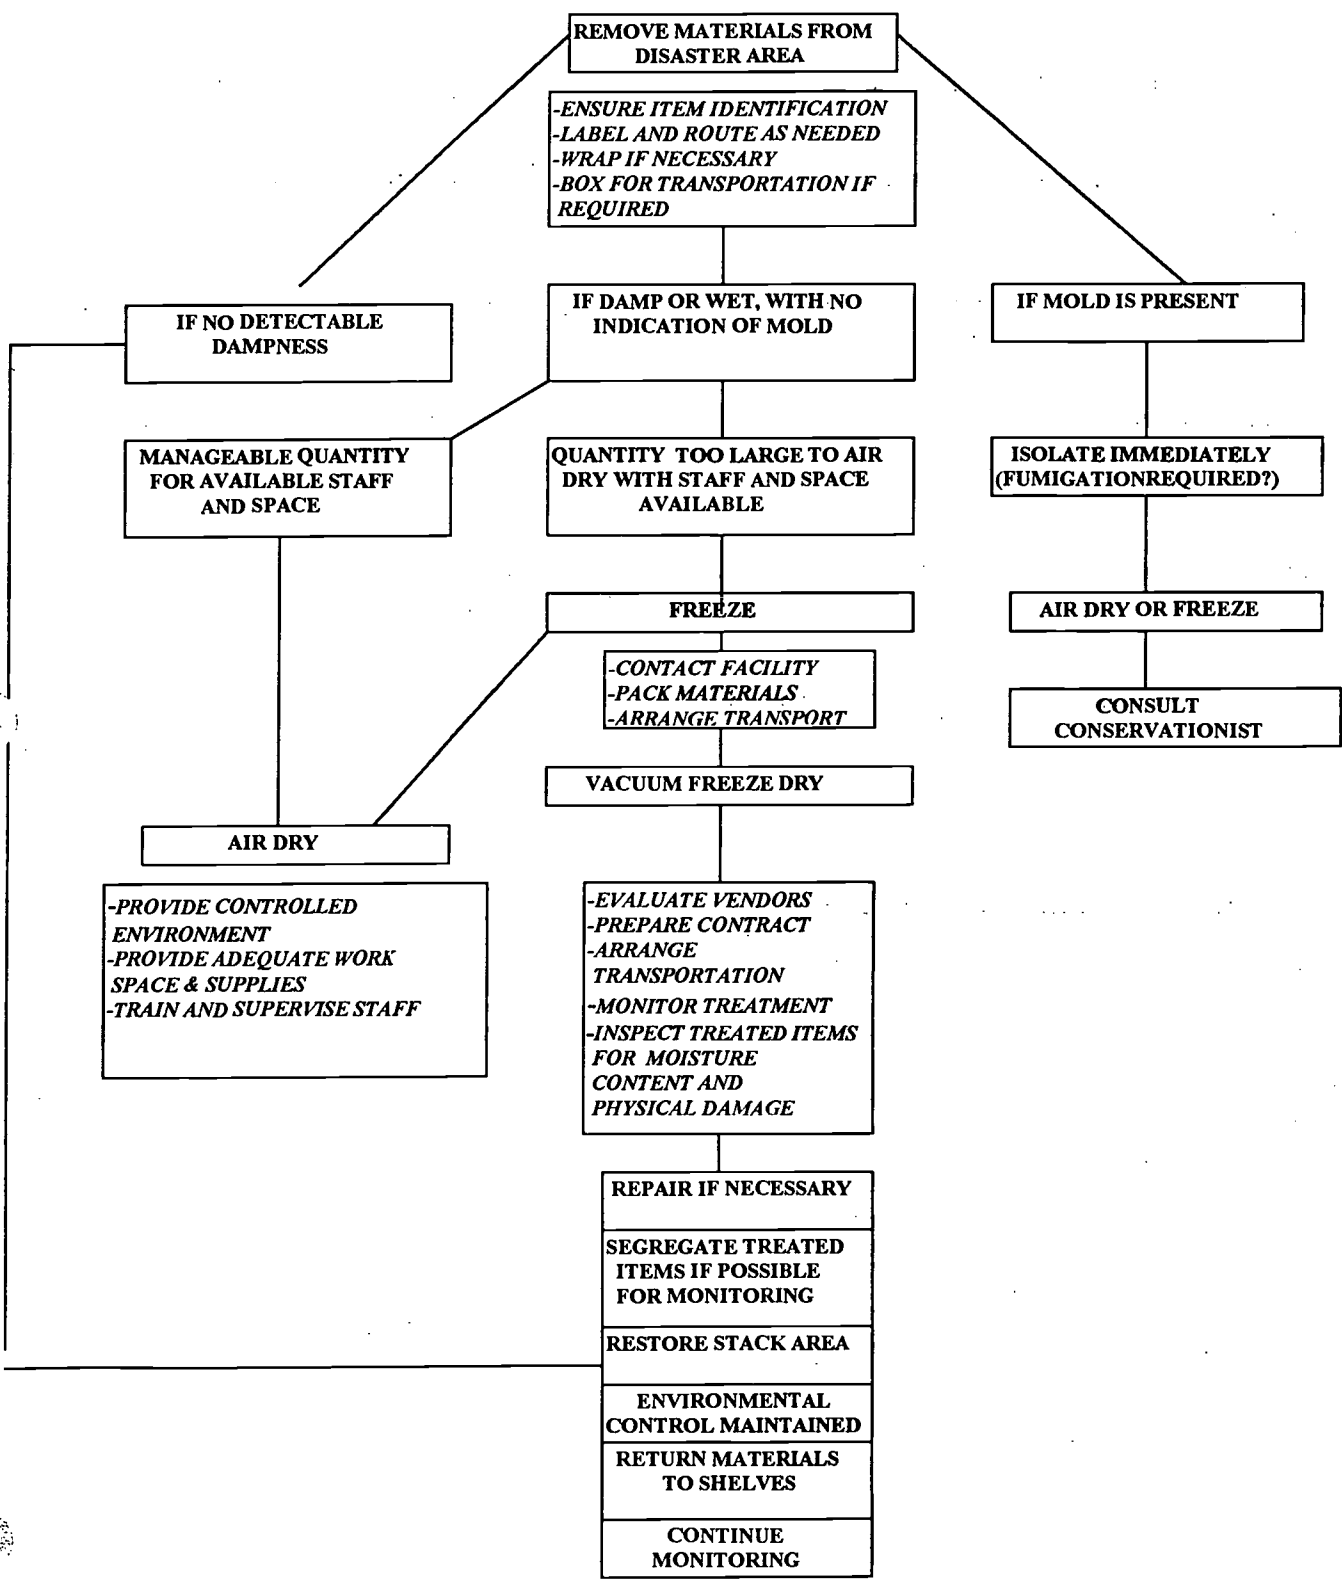 REMOVE MATERIALS FROM
DISASTER AREA
-ENSURE ITEM IDENTIFICATION
-LABEL AND ROUTE AS NEEDED
-WRAP IF NECESSARY
-BOX FOR TRANSPORTATION IF
REQUIRED
IF NO DETECTABLE
DAMPNESS
IF DAMP OR WET, WITH NO
INDICATION OF MOLD
IF MOLD IS PRESENT
MANAGEABLE QUANTITY
FOR AVAILABLE STAFF
AND SPACE
QUANTITY TOO LARGE TO AIR
DRY WITH STAFF AND SPACE
AVAILABLE
ISOLATE IMMEDIATELY
(FUMIGATIONREQUIRED?)
FREEZE
AIR DRY OR FREEZE
-CONTACT FACILITY
-PACK MATERIALS
-ARRANGE TRANSPORT
CONSULT
CONSERVATIONIST
VACUUM FREEZE DRY
AIR DRY
-PROVIDE CONTROLLED
ENVIRONMENT
-PROVIDE ADEQUATE WORK
SPACE & SUPPLIES
-TRAIN AND SUPERVISE STAFF
-EVALUATE VENDORS
-PREPARE CONTRACT
-ARRANGE
TRANSPORTATION
-MONITOR TREATMENT
-INSPECT TREATED ITEMS
FOR MOISTURE
CONTENT AND
PHYSICAL DAMAGE
REPAIR IF NECESSARY
SEGREGATE TREATED
ITEMS IF POSSIBLE
FOR MONITORING
RESTORE STACK AREA
ENVIRONMENTAL
CONTROL MAINTAINED
RETURN MATERIALS
TO SHELVES
CONTINUE
MONITORING